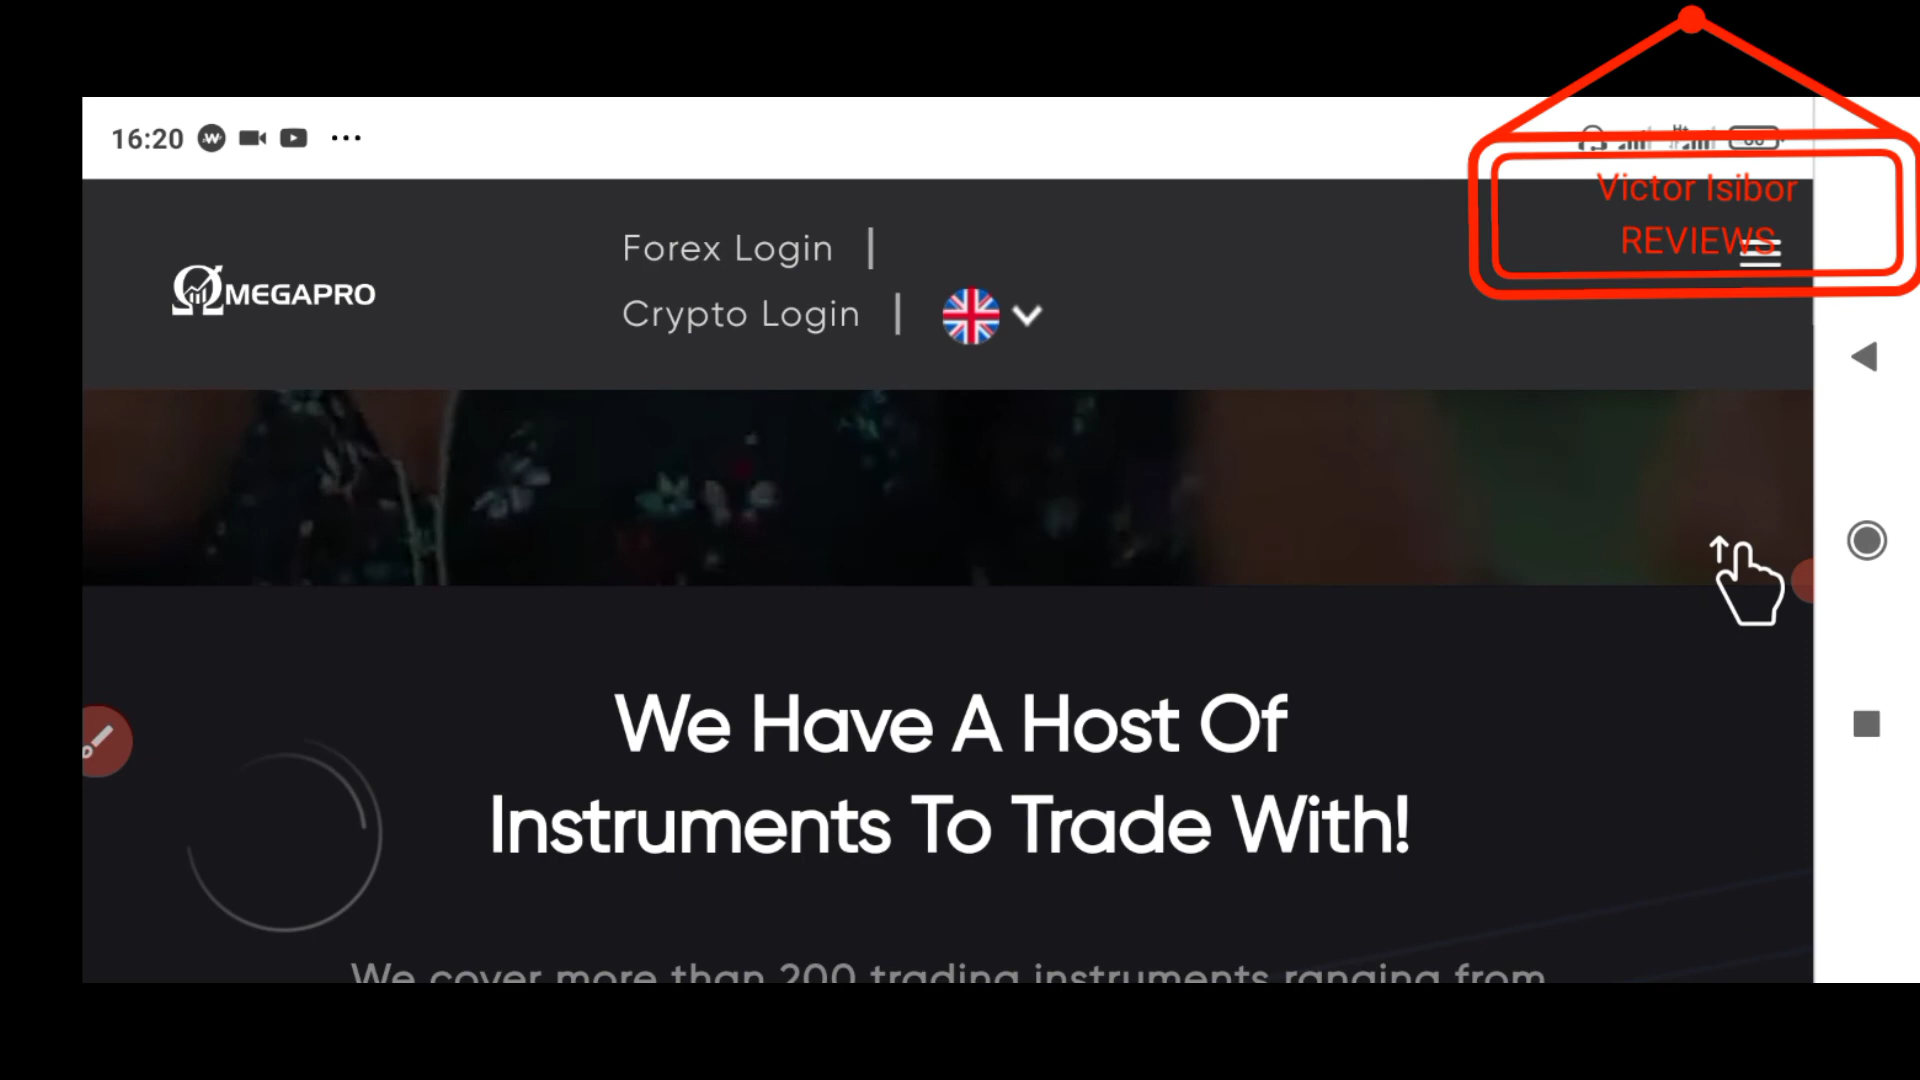 16:20
Victor Isibor
REVIEWS
Forex Login |
Crypto Login |
ΩMEGAPRO
We Have A Host Of
Instruments To Trade With!
We cover more than 200 trading instruments ranging from